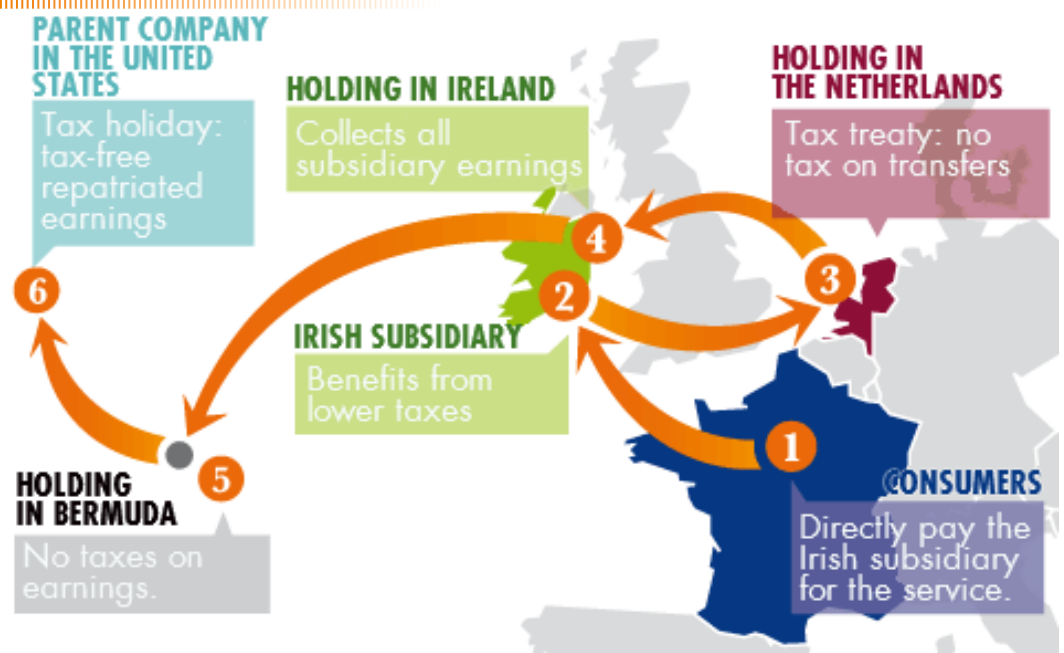 PARENT COMPANY
IN THE UNITED
STATES
Tax holiday:
tax-free
repatriated
earnings
6
HOLDING IN IRELAND
Collects all
subsidiary earnings
4
HOLDING IN
THE NETHERLANDS
Tax treaty: no
tax on transfers
3
2
IRISH SUBSIDIARY
Benefits from
lower taxes
1
CONSUMERS
Directly pay the
Irish subsidiary
for the service.
5
HOLDING
IN BERMUDA
No taxes on
earnings.